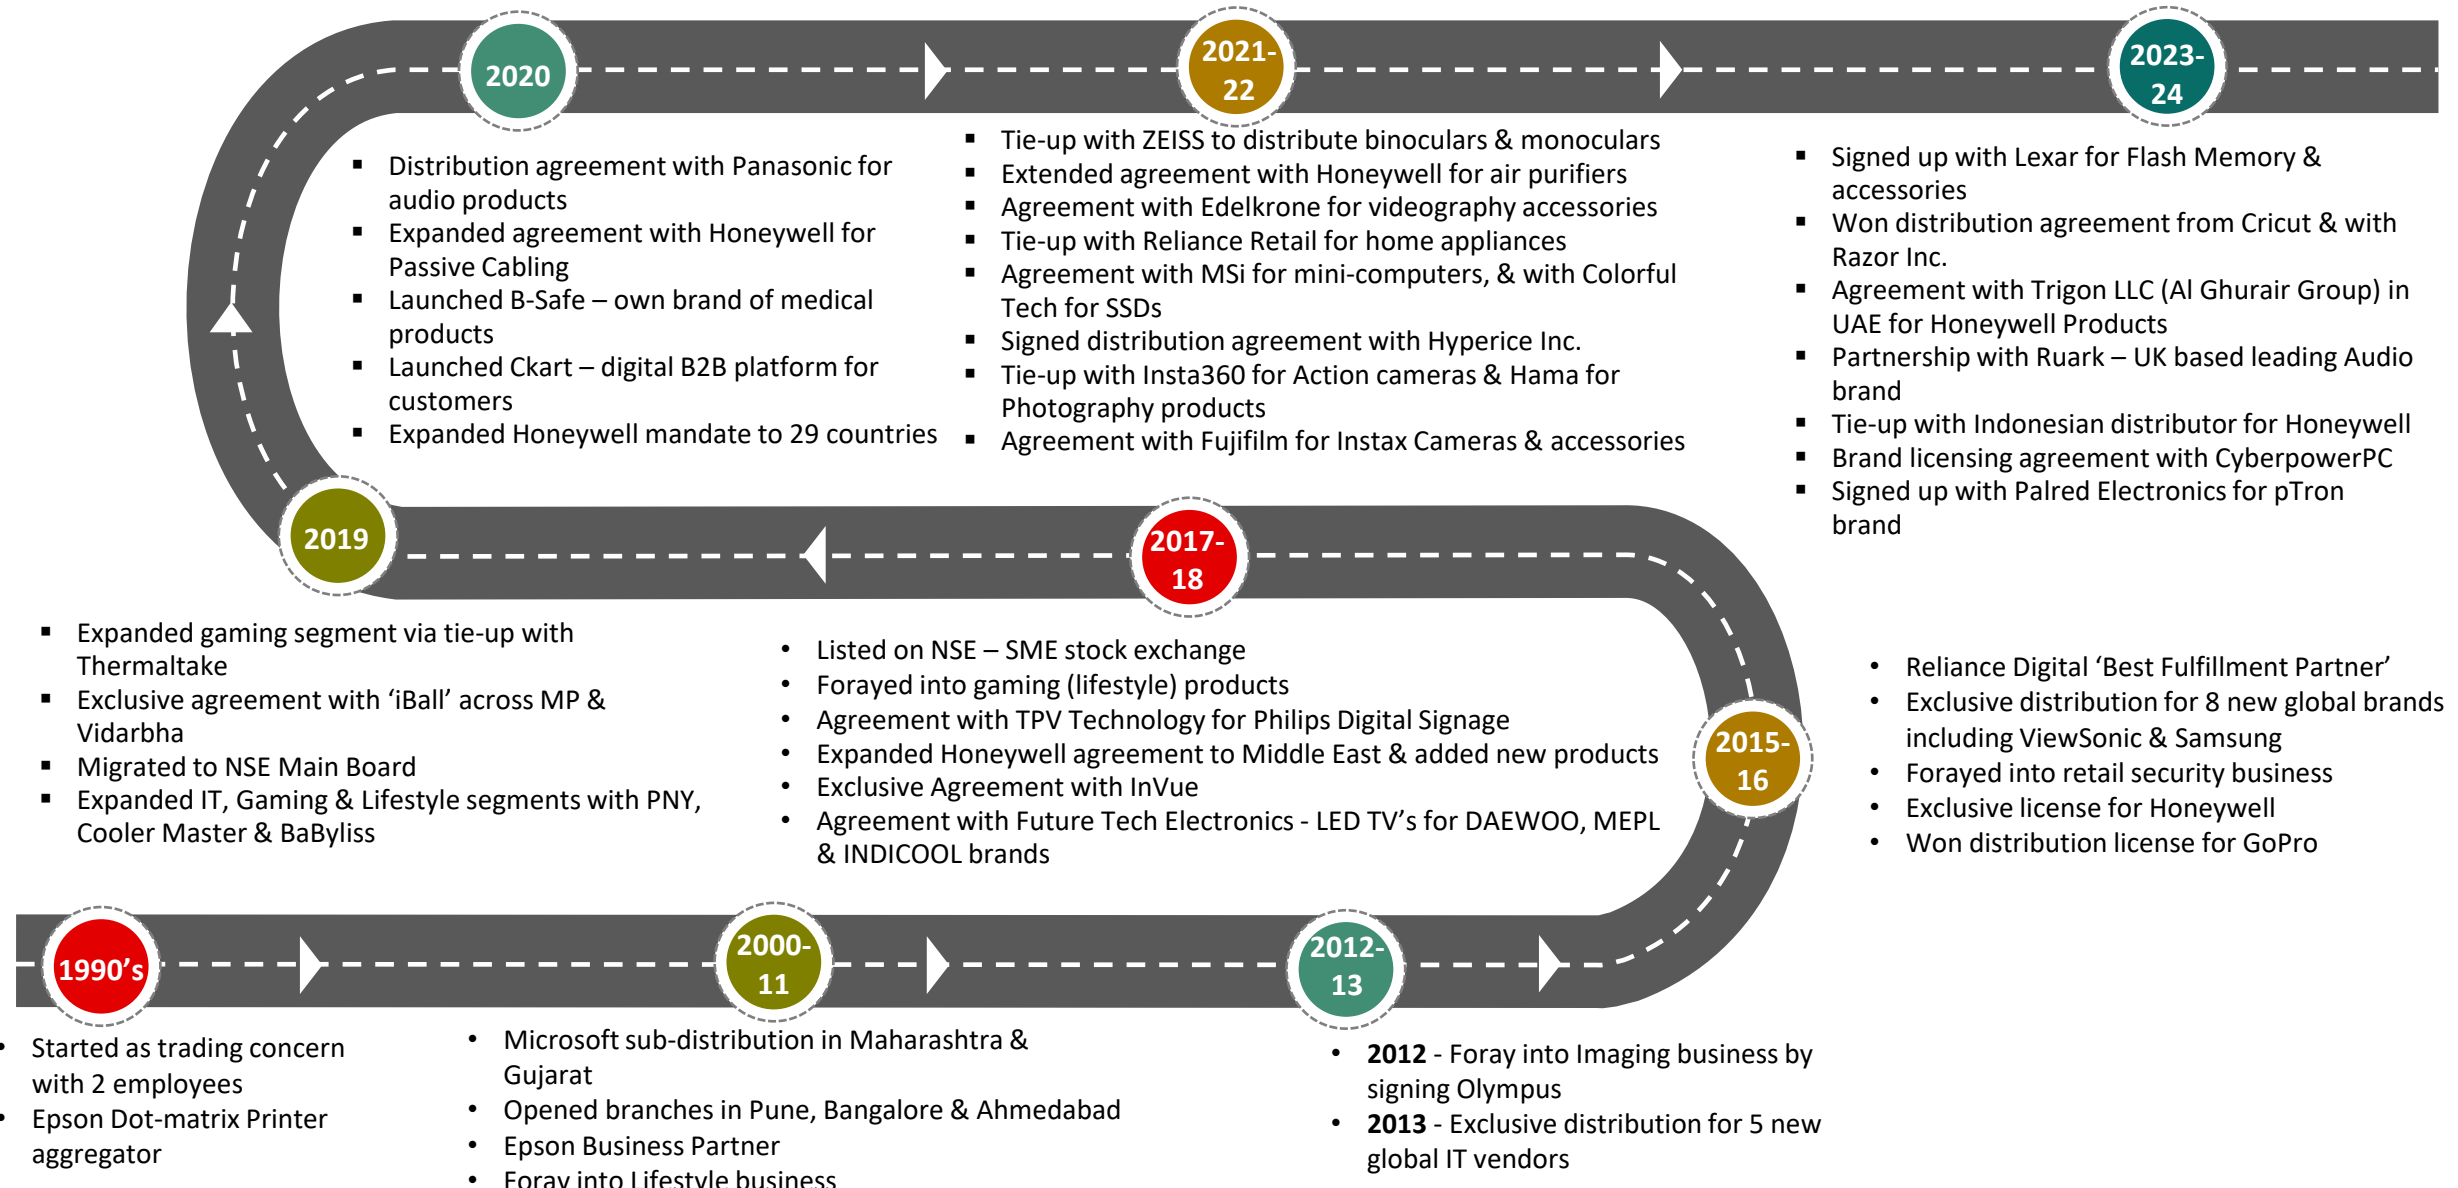 2020
▪ Distribution agreement with Panasonic for
audio products
▪ Expanded agreement with Honeywell for
Passive Cabling
▪ Launched B-Safe – own brand of medical
products
▪ Launched Ckart – digital B2B platform for
customers
▪ Expanded Honeywell mandate to 29 countries
2021-
22
▪ Tie-up with ZEISS to distribute binoculars & monoculars
▪ Extended agreement with Honeywell for air purifiers
▪ Agreement with Edelkrone for videography accessories
▪ Tie-up with Reliance Retail for home appliances
▪ Agreement with MSi for mini-computers, & with Colorful
Tech for SSDs
▪ Signed distribution agreement with Hyperice Inc.
▪ Tie-up with Insta360 for Action cameras & Hama for
Photography products
▪ Agreement with Fujifilm for Instax Cameras & accessories
2023-
24
▪ Signed up with Lexar for Flash Memory &
accessories
▪ Won distribution agreement from Cricut & with
Razor Inc.
▪ Agreement with Trigon LLC (Al Ghurair Group) in
UAE for Honeywell Products
▪ Partnership with Ruark – UK based leading Audio
brand
▪ Tie-up with Indonesian distributor for Honeywell
▪ Brand licensing agreement with CyberpowerPC
▪ Signed up with Palred Electronics for pTron
brand
2019
▪ Expanded gaming segment via tie-up with
Thermaltake
▪ Exclusive agreement with ‘iBall’ across MP &
Vidarbha
▪ Migrated to NSE Main Board
▪ Expanded IT, Gaming & Lifestyle segments with PNY,
Cooler Master & BaByliss
2017-
18
• Listed on NSE – SME stock exchange
• Forayed into gaming (lifestyle) products
• Agreement with TPV Technology for Philips Digital Signage
• Expanded Honeywell agreement to Middle East & added new products
• Exclusive Agreement with InVue
• Agreement with Future Tech Electronics - LED TV’s for DAEWOO, MEPL
& INDICOOL brands
2015-
16
• Reliance Digital ‘Best Fulfillment Partner’
• Exclusive distribution for 8 new global brands
including ViewSonic & Samsung
• Forayed into retail security business
• Exclusive license for Honeywell
• Won distribution license for GoPro
1990’s
• Started as trading concern
with 2 employees
• Epson Dot-matrix Printer
aggregator
2000-
11
• Microsoft sub-distribution in Maharashtra &
Gujarat
• Opened branches in Pune, Bangalore & Ahmedabad
• Epson Business Partner
• Foray into Lifestyle business
2012-
13
• 2012 - Foray into Imaging business by
signing Olympus
• 2013 - Exclusive distribution for 5 new
global IT vendors